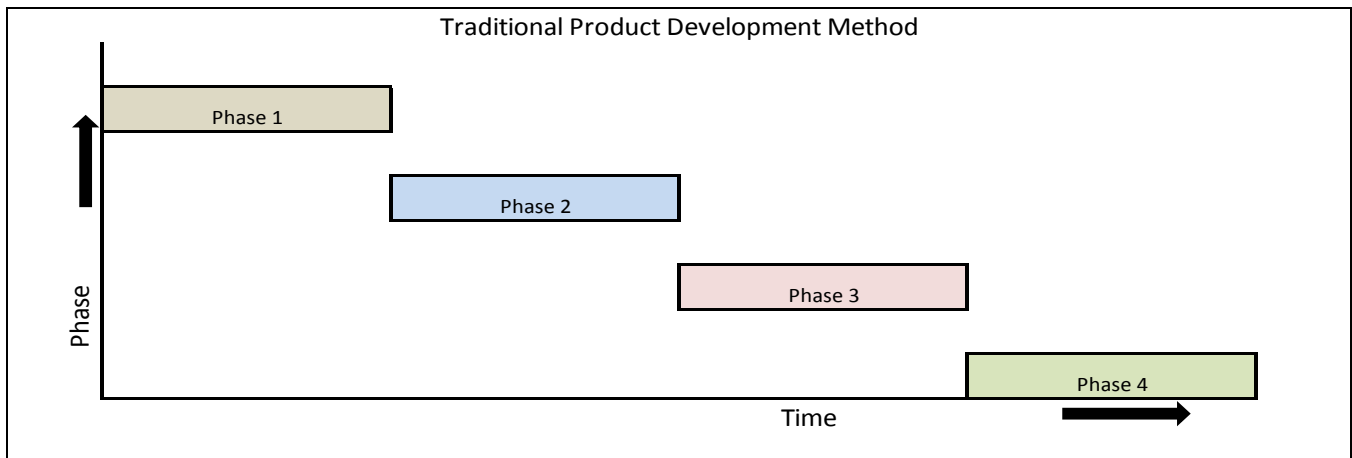 Traditional Product Development Method
Phase 1
Phase 2
Phase 3
Phase 4
Phase
Time